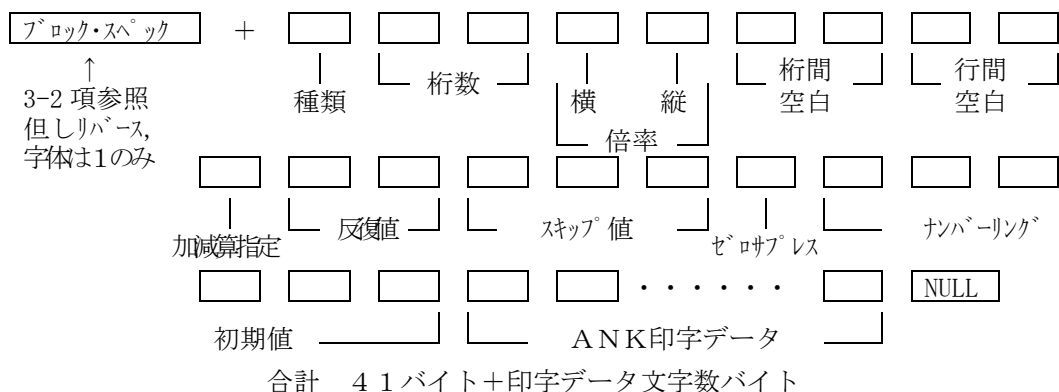 ﾌﾞﾛｯｸ・ｽﾍﾟｯｸ +
↑
3-2 項参照
但しﾘﾊﾞｰｽ,
字体は1のみ
種類 桁数 横 縦 桁間 行間
空白 空白
倍率
加減算指定 反復値 ｽｷｯﾌﾟ値 ｾﾞﾛｻﾌﾟﾚｽ ﾅﾝﾊﾞｰﾘﾝｸﾞ
・・・・・・ NULL
初期値 ＡＮＫ印字データ
合計 ４１バイト＋印字データ文字数バイト